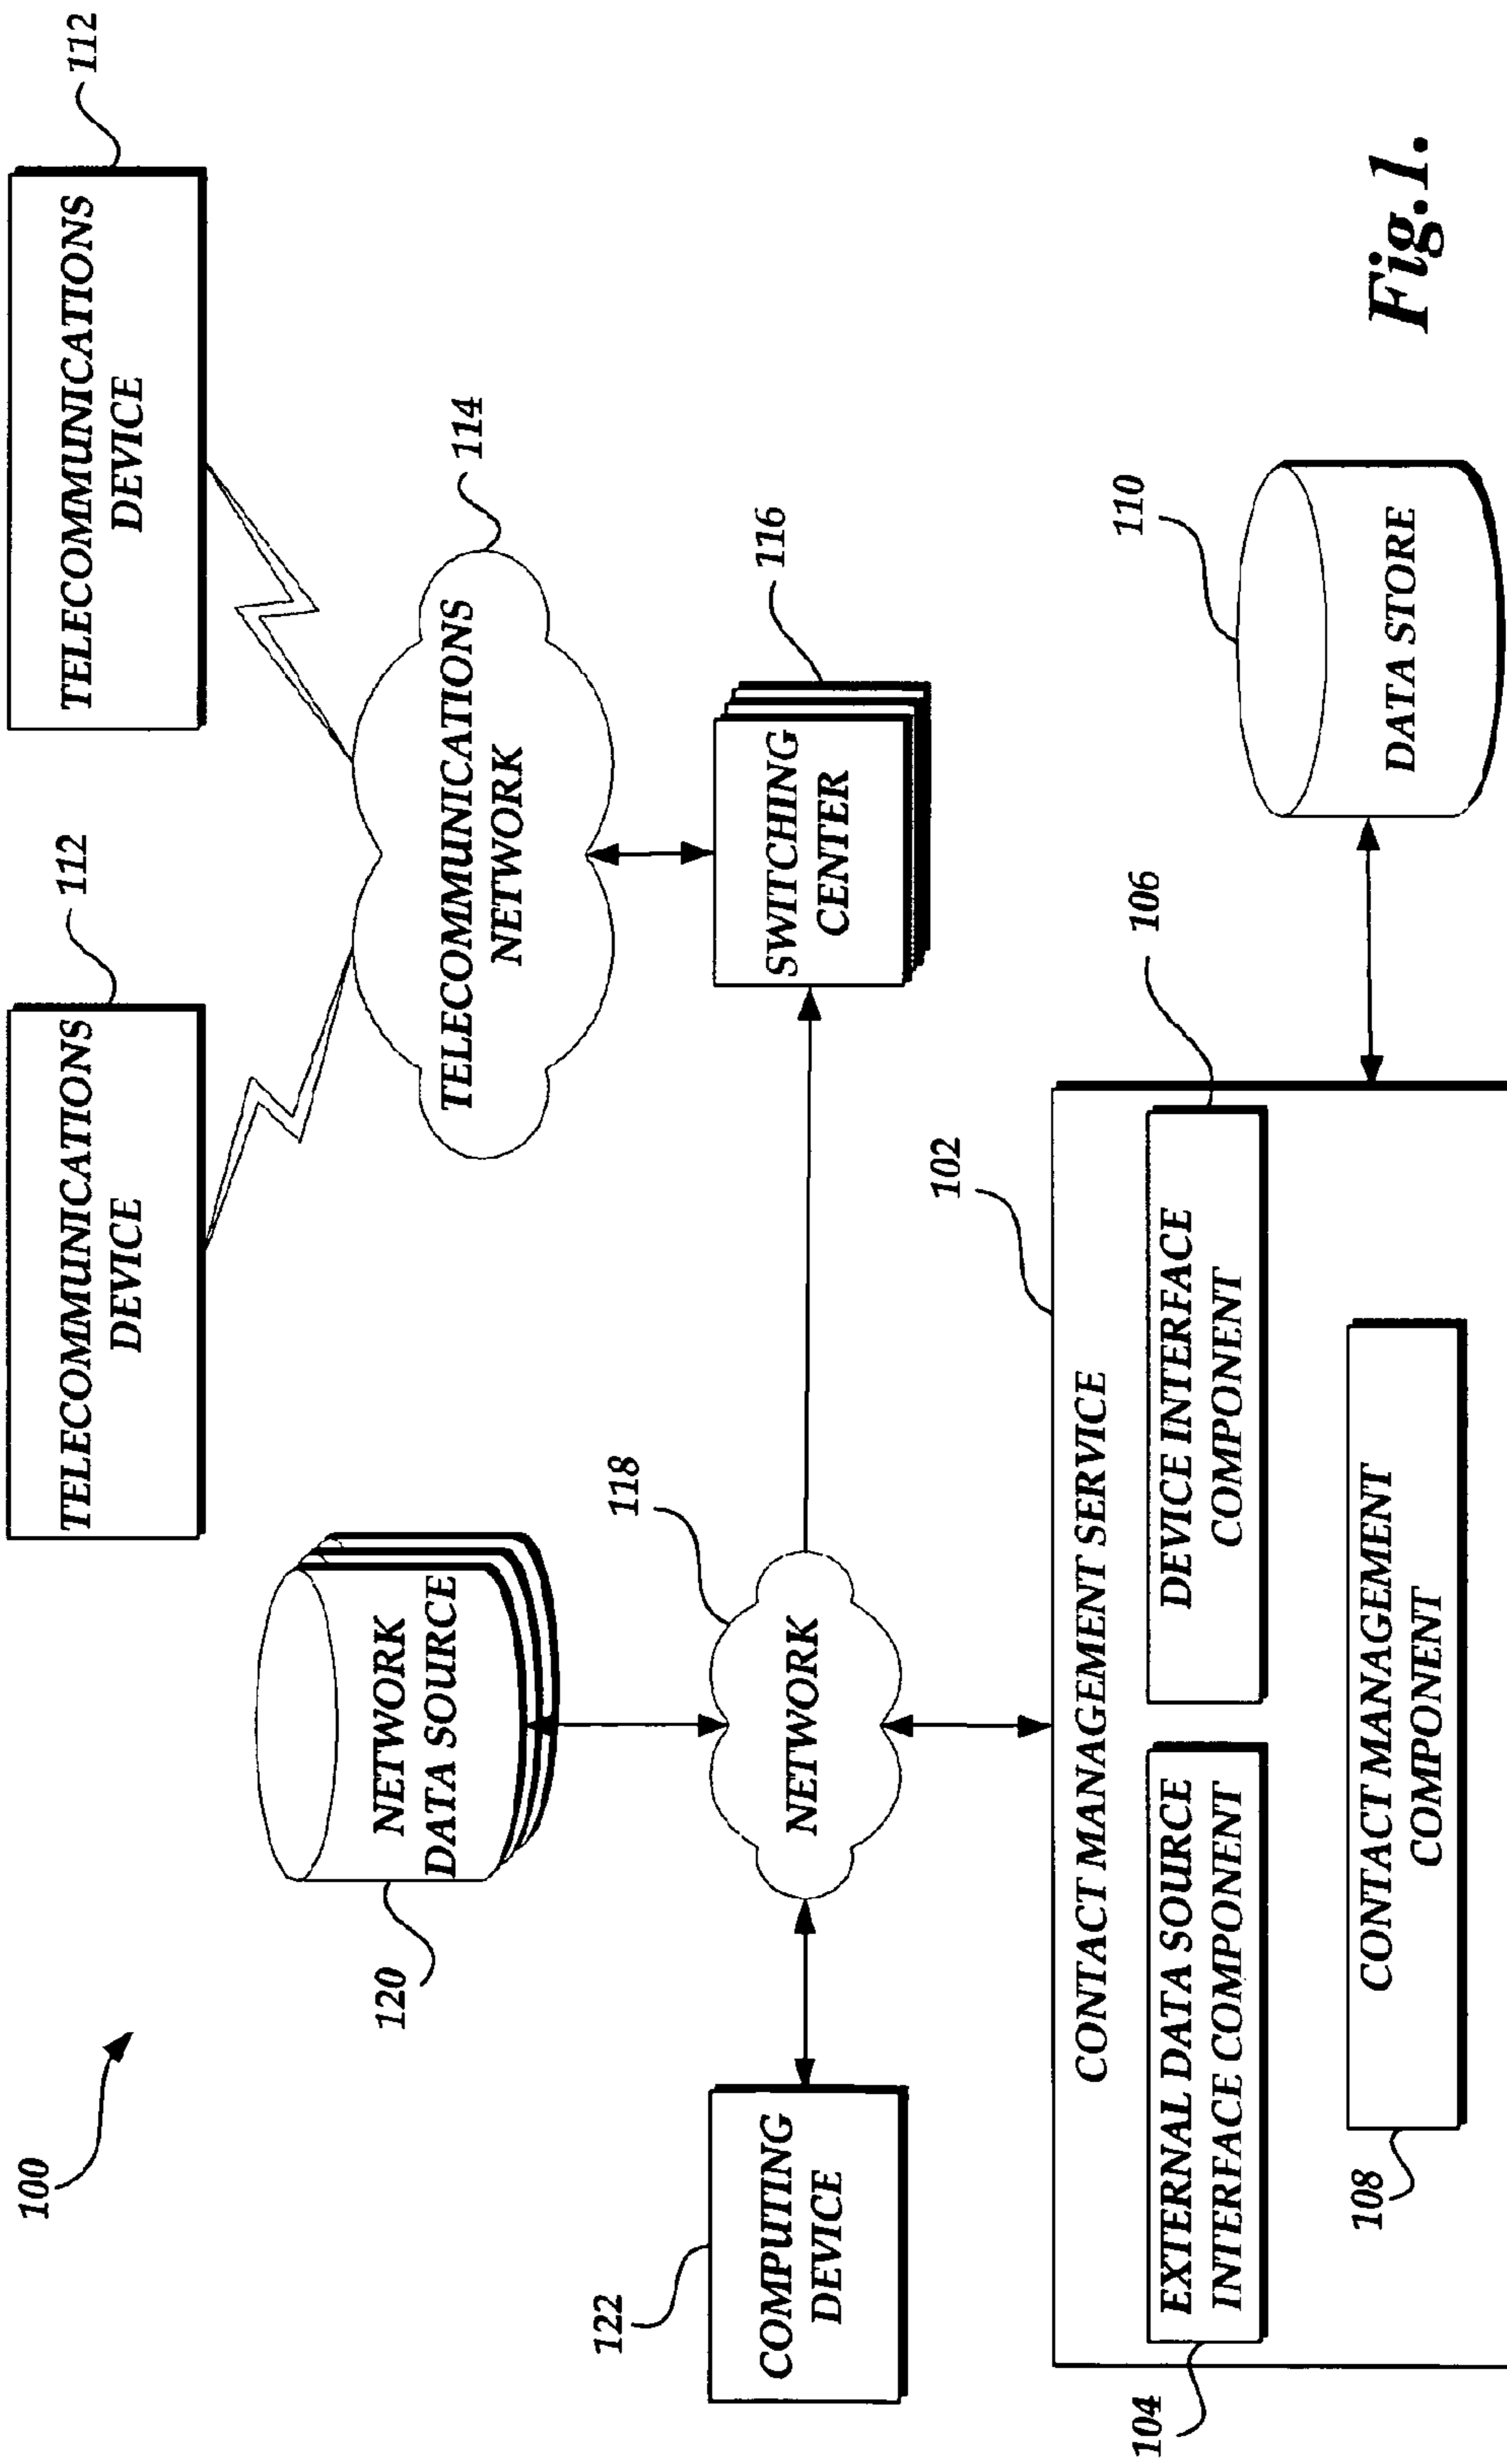 100
112
112
TELECOMMUNICATIONS
DEVICE
TELECOMMUNICATIONS
DEVICE
120
NETWORK
DATA SOURCE
114
TELECOMMUNICATIONS
NETWORK
122
COMPUTING
DEVICE
118
NETWORK
116
SWITCHING
CENTER
102
CONTACT MANAGEMENT SERVICE
104
EXTERNAL DATA SOURCE
INTERFACE COMPONENT
106
DEVICE INTERFACE
COMPONENT
108
CONTACT MANAGEMENT
COMPONENT
110
DATA STORE
Fig.1.